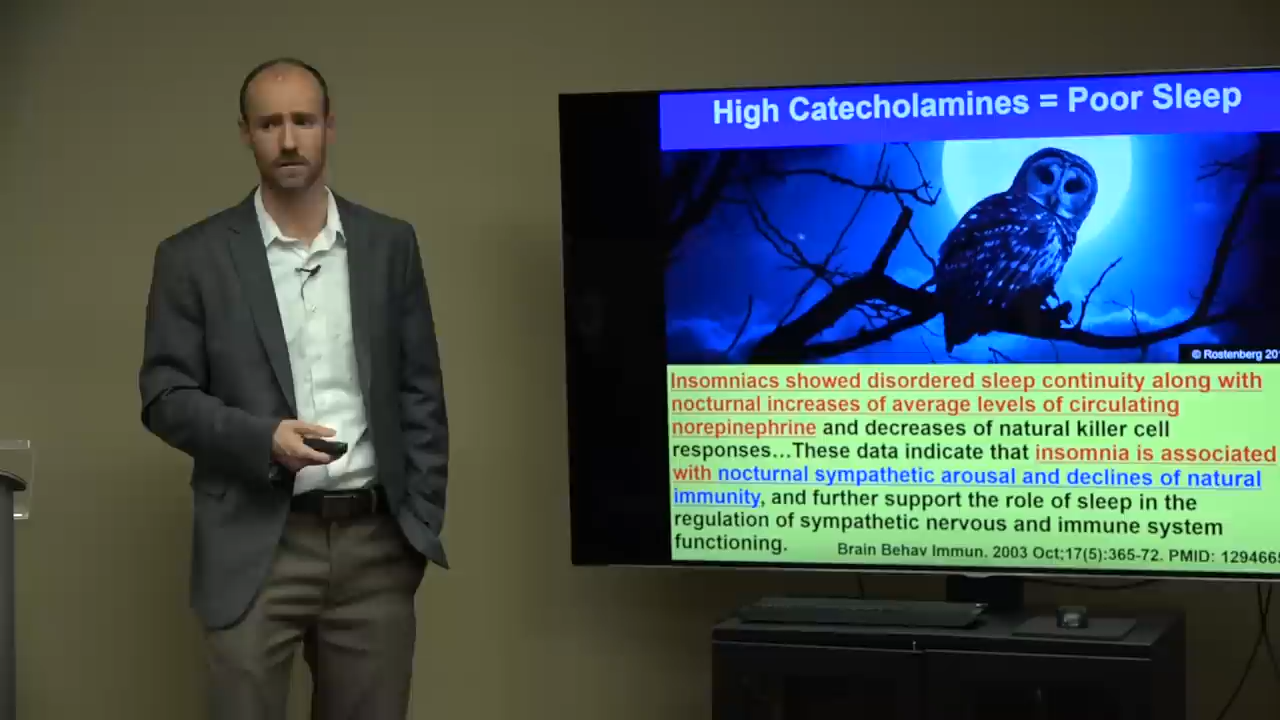 High Catecholamines = Poor Sleep
© Rostenberg 201
Insomniacs showed disordered sleep continuity along with
nocturnal increases of average levels of circulating
norepinephrine and decreases of natural killer cell
responses...These data indicate that insomnia is associated
with nocturnal sympathetic arousal and declines of natural
immunity, and further support the role of sleep in the
regulation of sympathetic nervous and immune system
functioning.
Brain Behav Immun. 2003 Oct;17(5):365-72. PMID: 1294665